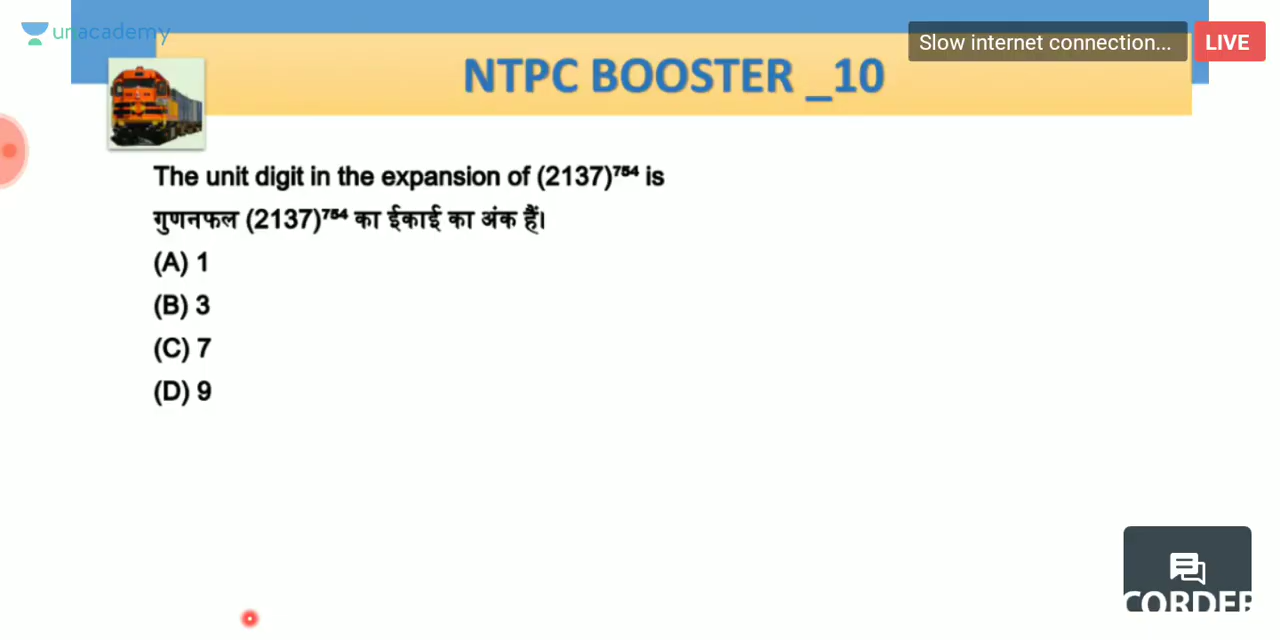 unacademy
Slow internet connection...
LIVE
NTPC BOOSTER _10
The unit digit in the expansion of (2137)⁷⁵⁴ is
गुणनफल (2137)⁷⁵⁴ का ईकाई का अंक हैं।
(A) 1
(B) 3
(C) 7
(D) 9
CORDER